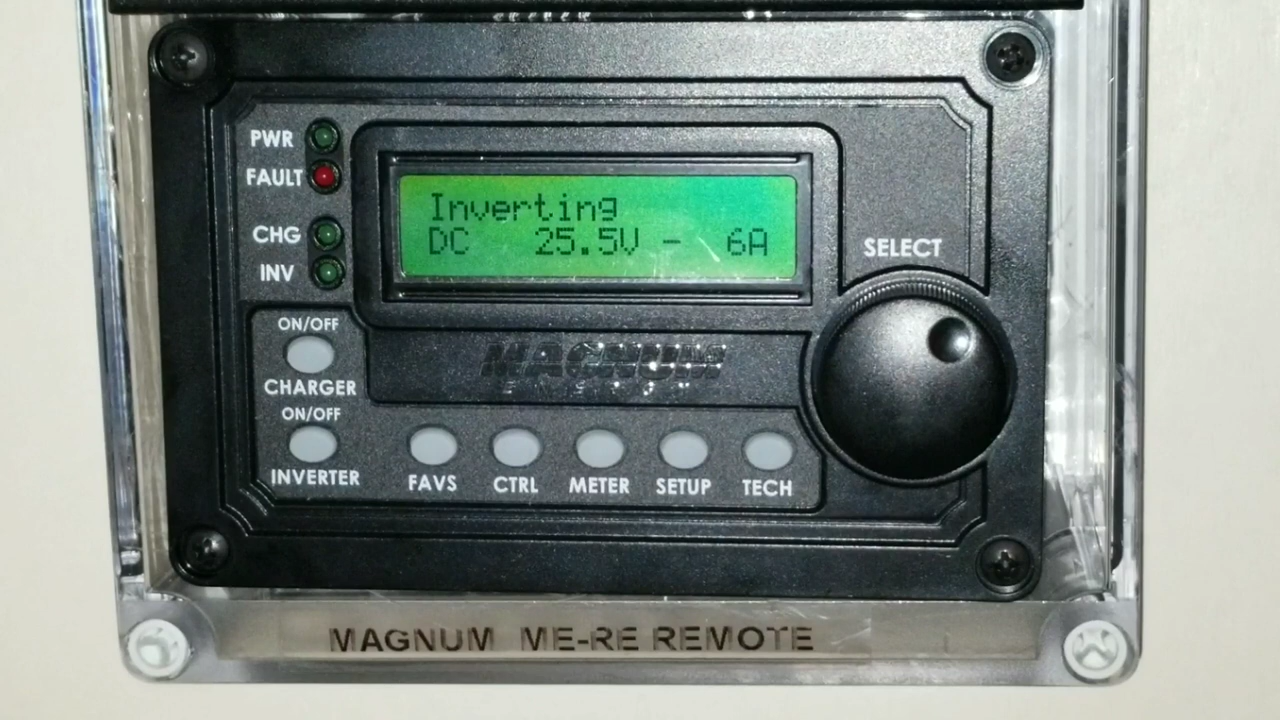 PWR
FAULT
CHG
INV
Inverting
DC 25.5V - 6A
SELECT
ON/OFF
CHARGER
ON/OFF
INVERTER
MAGNUM
ENERGY
FAVS
CTRL
METER
SETUP
TECH
MAGNUM ME-RE REMOTE